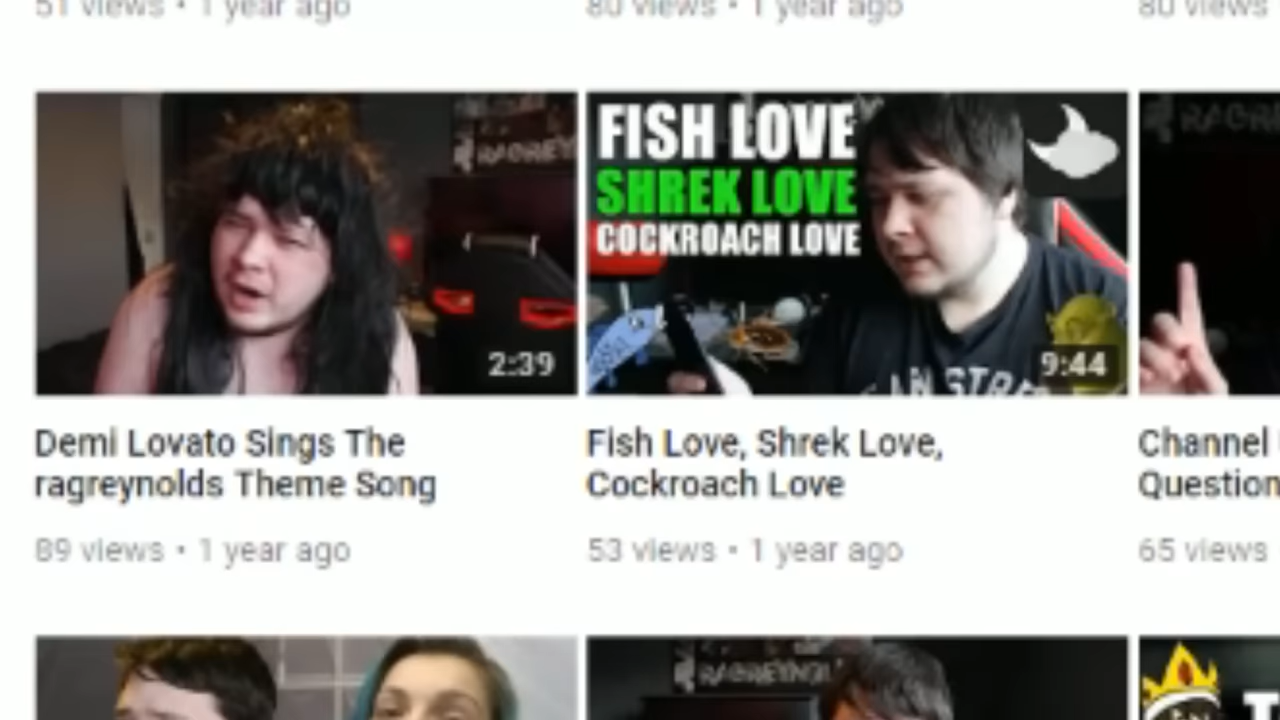 51 views • 1 year ago
80 views • 1 year ago
80 views
RAGREY
2:39
FISH LOVE
SHREK LOVE
COCKROACH LOVE
9:44
Demi Lovato Sings The
ragreynolds Theme Song
Fish Love, Shrek Love,
Cockroach Love
Channel
Question
89 views • 1 year ago
53 views • 1 year ago
65 views
RAGREYNOL